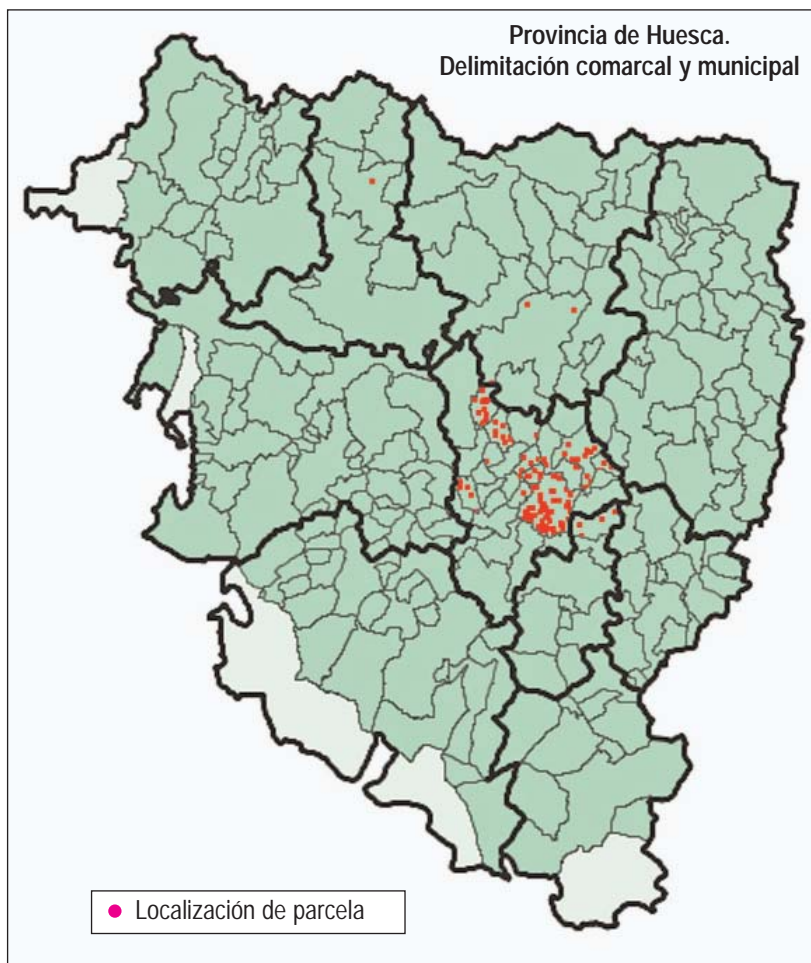 Provincia de Huesca.
Delimitación comarcal y municipal
Localización de parcela